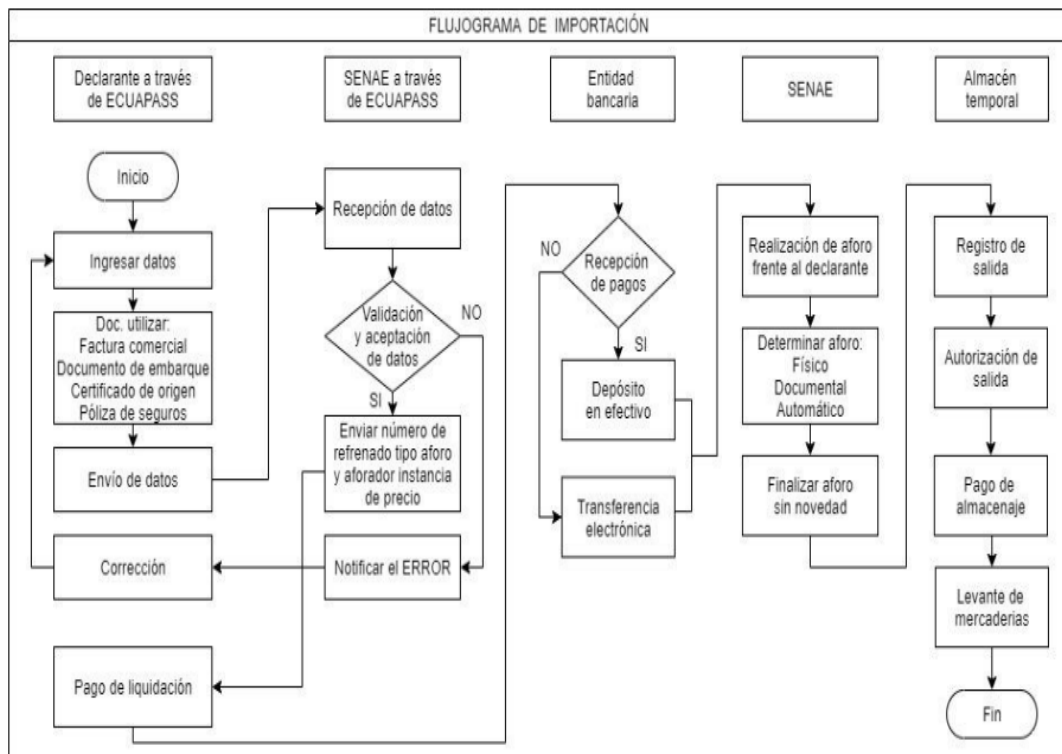 FLUJOGRAMA DE IMPORTACIÓN
Declarante a través
de ECUAPASS
SENAE a través
de ECUAPASS
Entidad
bancaria
SENAE
Almacén
temporal
Inicio
Ingresar datos
Doc. utilizar:
Factura comercial
Documento de embarque
Certificado de origen
Póliza de seguros
Envío de datos
Corrección
Pago de liquidación
Recepción de datos
Validación
y aceptación
de datos
NO
SI
Enviar número de
refrenado tipo aforo
y aforador instancia
de precio
Notificar el ERROR
NO
Recepción
de pagos
SI
Depósito
en efectivo
Transferencia
electrónica
Realización de aforo
frente al declarante
Determinar aforo:
Físico
Documental
Automático
Finalizar aforo
sin novedad
Registro de
salida
Autorización de
salida
Pago de
almacenaje
Levante de
mercaderias
Fin